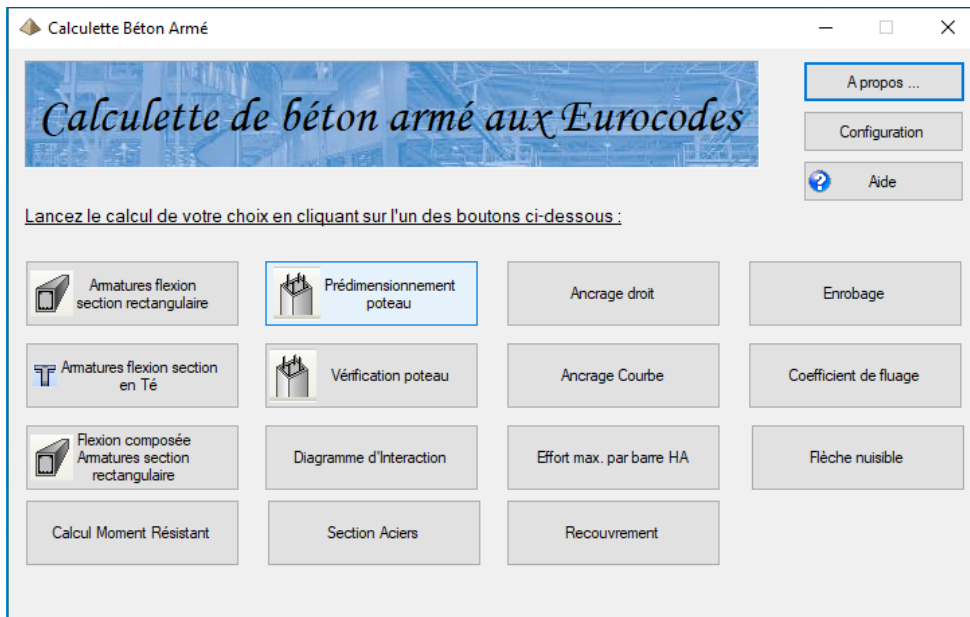 Calculette Béton Armé
Calculette de béton armé aux Eurocodes
A propos ...
Configuration
Aide
Lancez le calcul de votre choix en cliquant sur l'un des boutons ci-dessous :
Armatures flexion
section rectangulaire
Prédimensionnement
poteau
Ancrage droit
Enrobage
Armatures flexion section
en Té
Vérification poteau
Ancrage Courbe
Coefficient de fluage
Flexion composée
Armatures section
rectangulaire
Diagramme d'Interaction
Effort max. par barre HA
Flèche nuisible
Calcul Moment Résistant
Section Aciers
Recouvrement